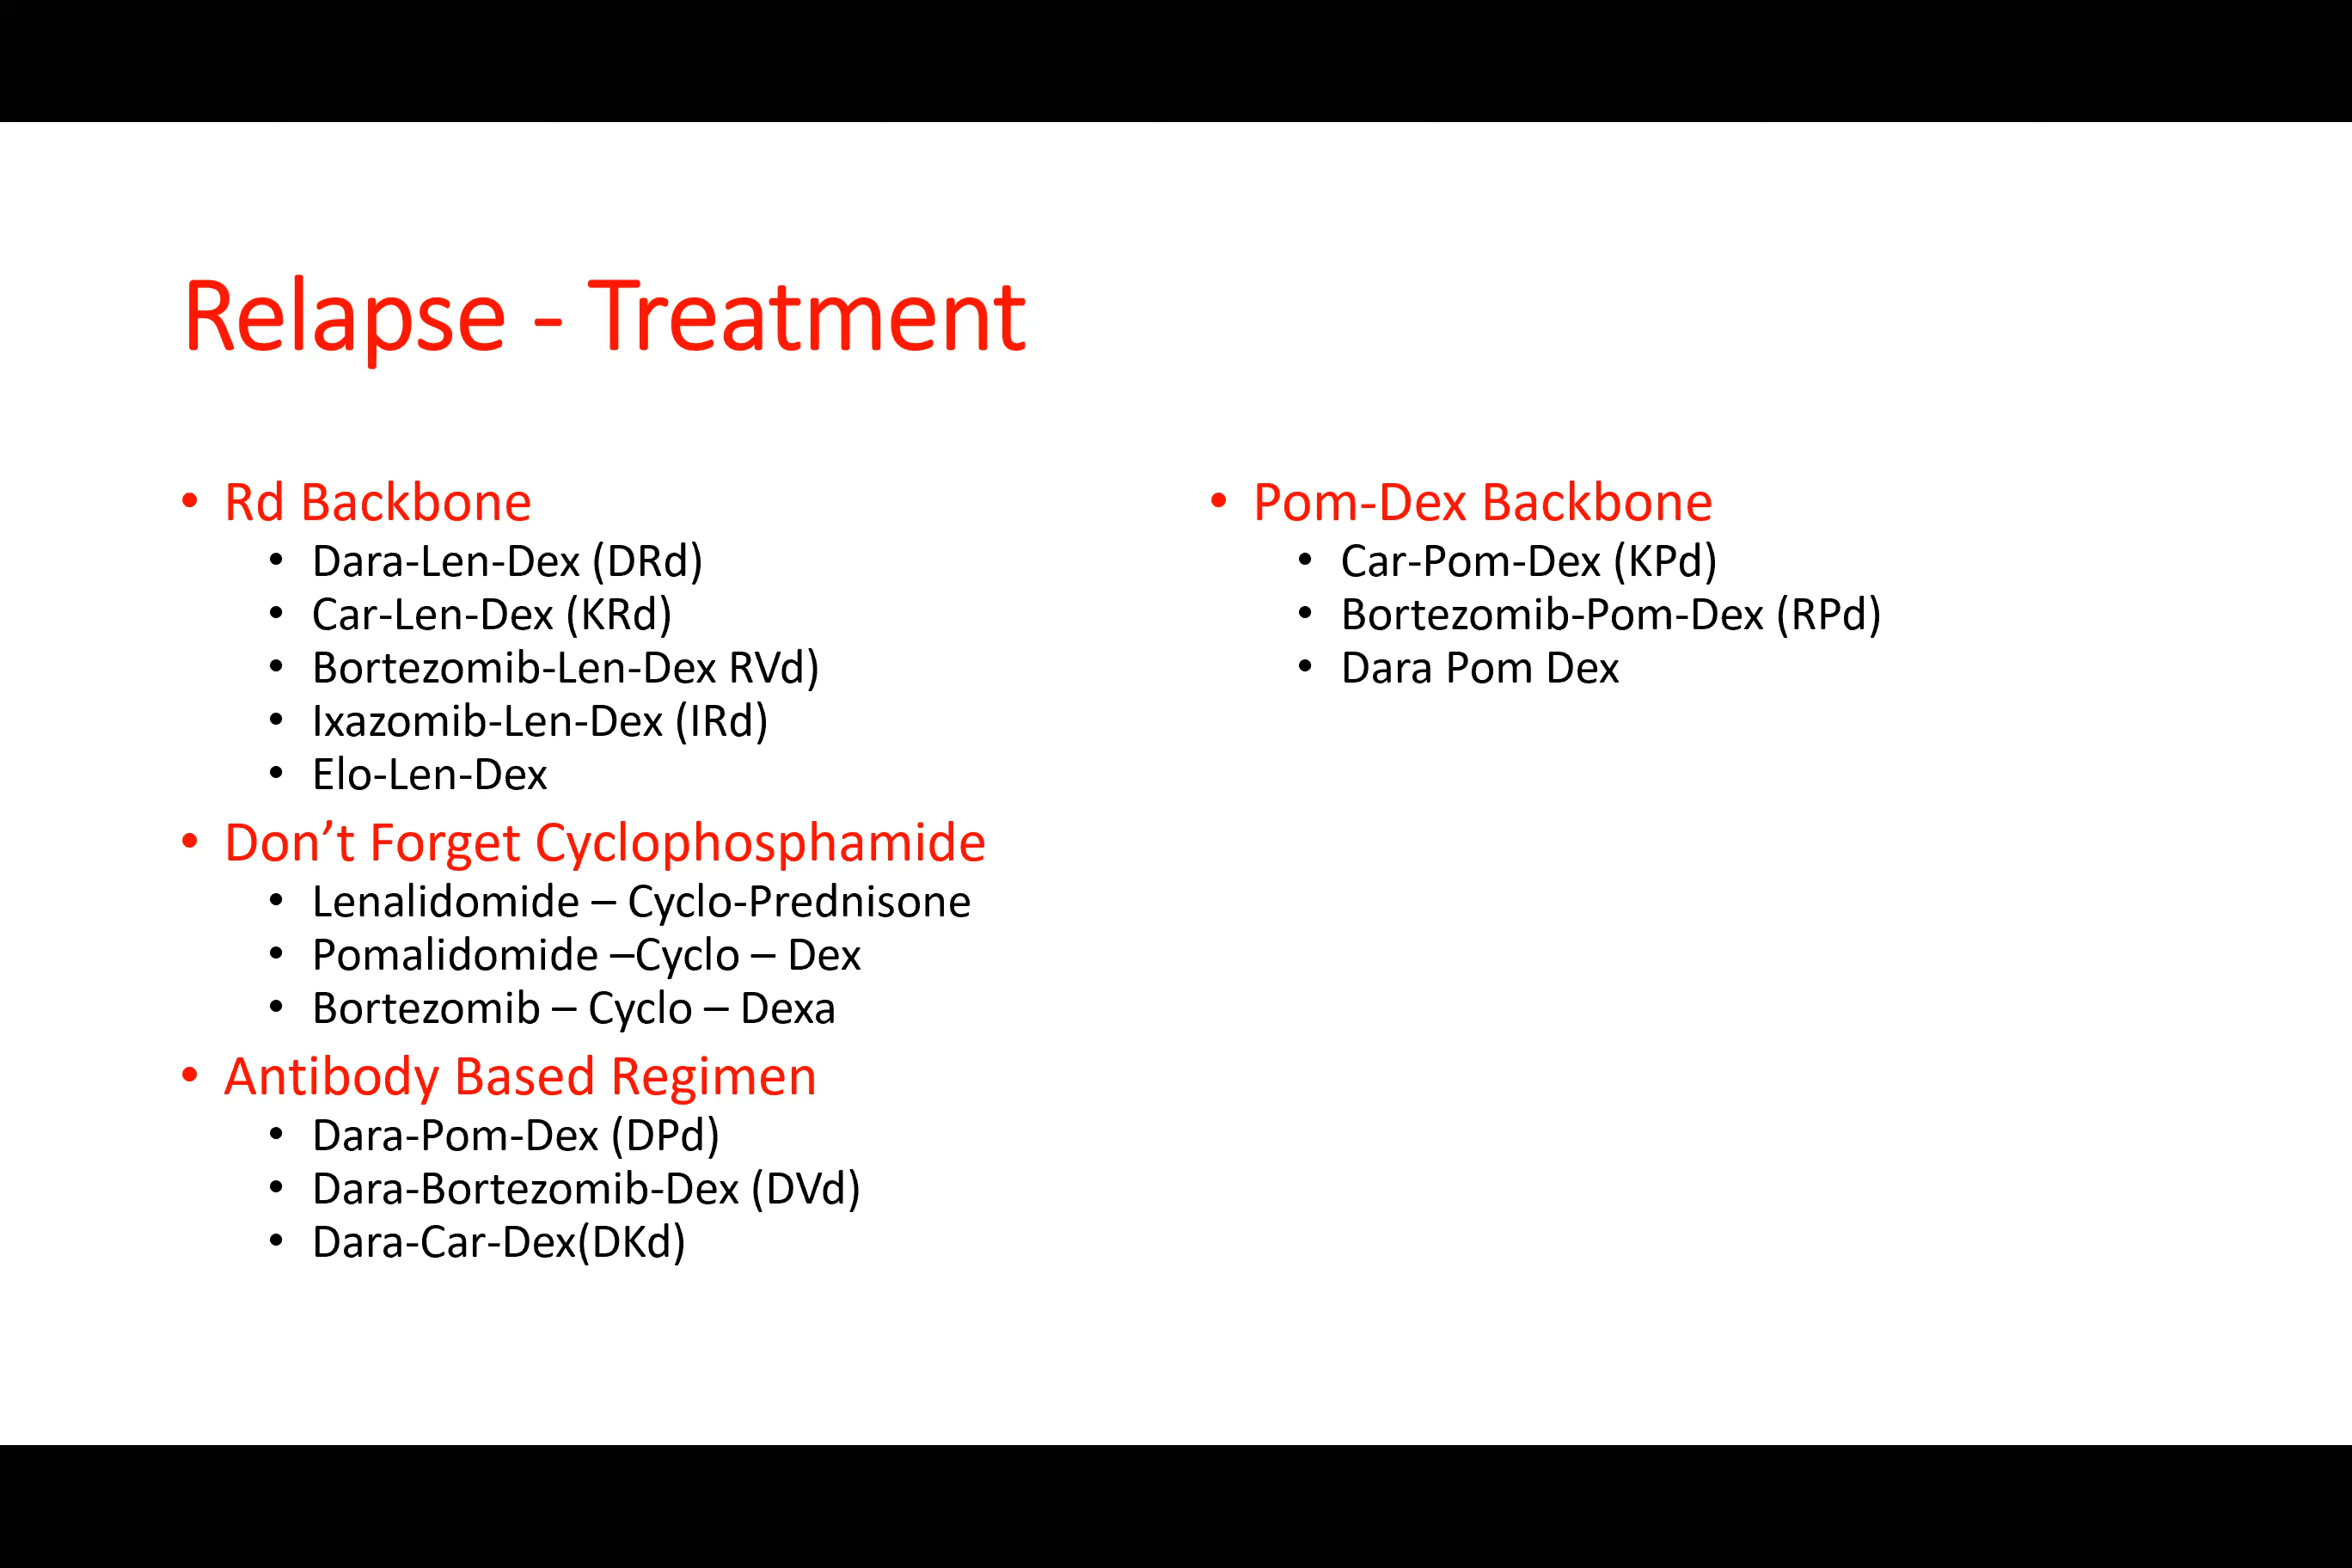 Relapse - Treatment
• Rd Backbone
• Dara-Len-Dex (DRd)
• Car-Len-Dex (KRd)
• Bortezomib-Len-Dex RVd)
• Ixazomib-Len-Dex (IRd)
• Elo-Len-Dex
• Don’t Forget Cyclophosphamide
• Lenalidomide – Cyclo-Prednisone
• Pomalidomide –Cyclo – Dex
• Bortezomib – Cyclo – Dexa
• Antibody Based Regimen
• Dara-Pom-Dex (DPd)
• Dara-Bortezomib-Dex (DVd)
• Dara-Car-Dex(DKd)
• Pom-Dex Backbone
• Car-Pom-Dex (KPd)
• Bortezomib-Pom-Dex (RPd)
• Dara Pom Dex